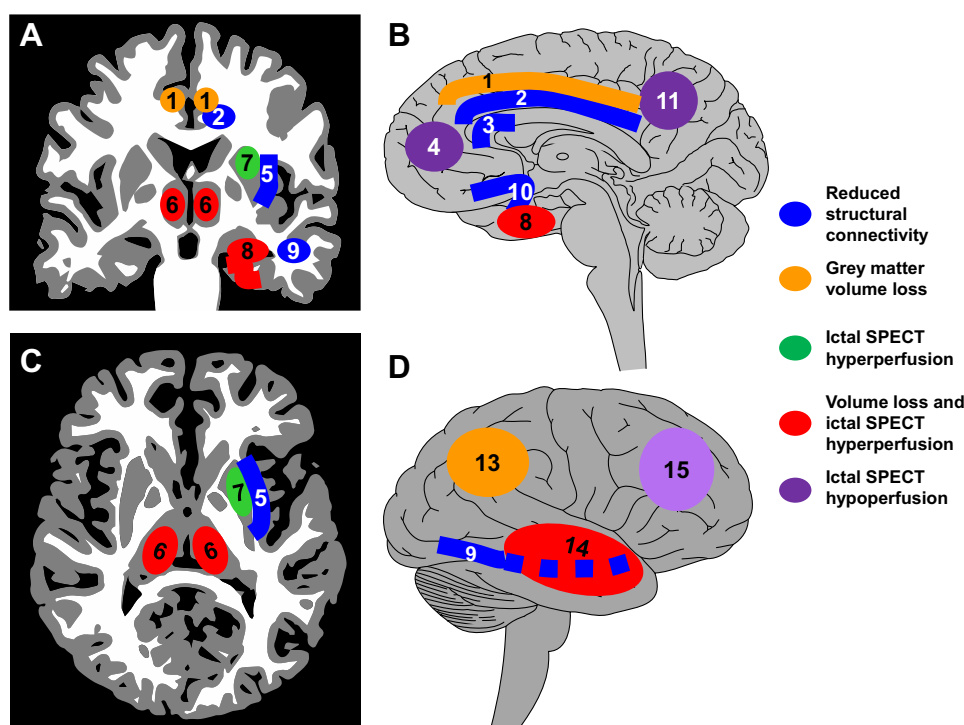 A
1
1
2
7
5
6
6
8
9
B
1
2
3
4
11
10
8
C
7
5
6
6
D
13
15
14
9
Reduced
structural
connectivity
Grey matter
volume loss
Ictal SPECT
hyperperfusion
Volume loss and
ictal SPECT
hyperperfusion
Ictal SPECT
hypoperfusion